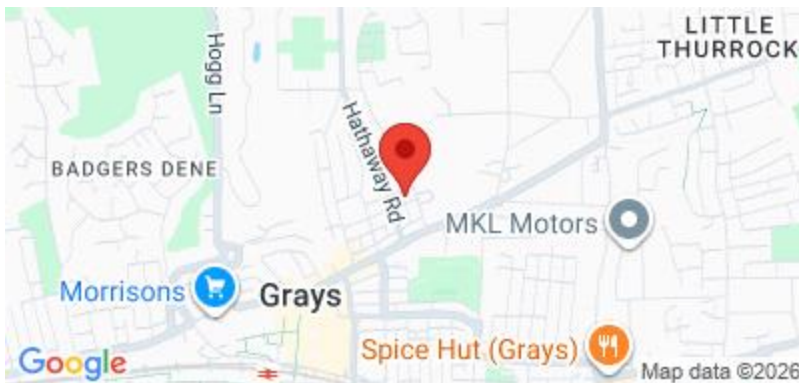 LITTLE
THURROCK
Hogg Ln
Hathaway Rd
BADGERS DENE
MKL Motors
Morrisons
Grays
Spice Hut (Grays)
Google
Map data ©2026